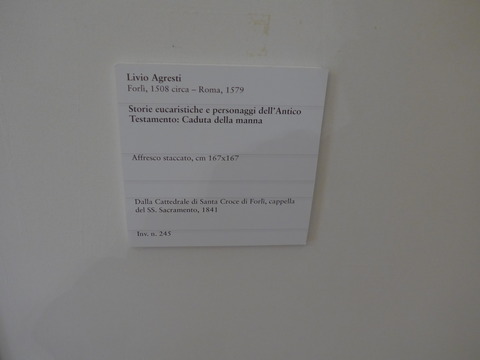 Livio Agresti
Forlì, 1508 circa – Roma, 1579
Storie eucaristiche e personaggi dell'Antico
Testamento: Caduta della manna
Affresco staccato, cm 167x167
Dalla Cattedrale di Santa Croce di Forlì, cappella
del SS. Sacramento, 1841
Inv. n. 245